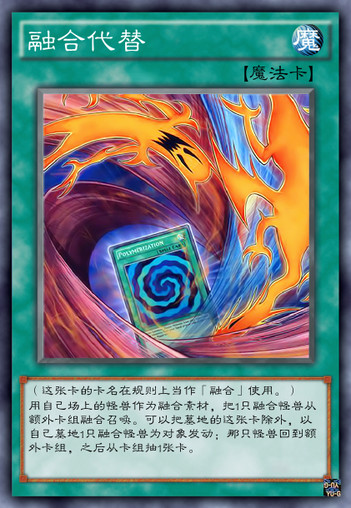 融合代替
魔
【魔法卡】
POLYMERIZATION
（这张卡的卡名在规则上当作「融合」使用。）
用自己场上的怪兽作为融合素材，把1只融合怪兽从
额外卡组融合召唤。可以把墓地的这张卡除外，以
自己墓地1只融合怪兽为对象发动；那只怪兽回到额
外卡组，之后从卡组抽1张卡。
YU-G